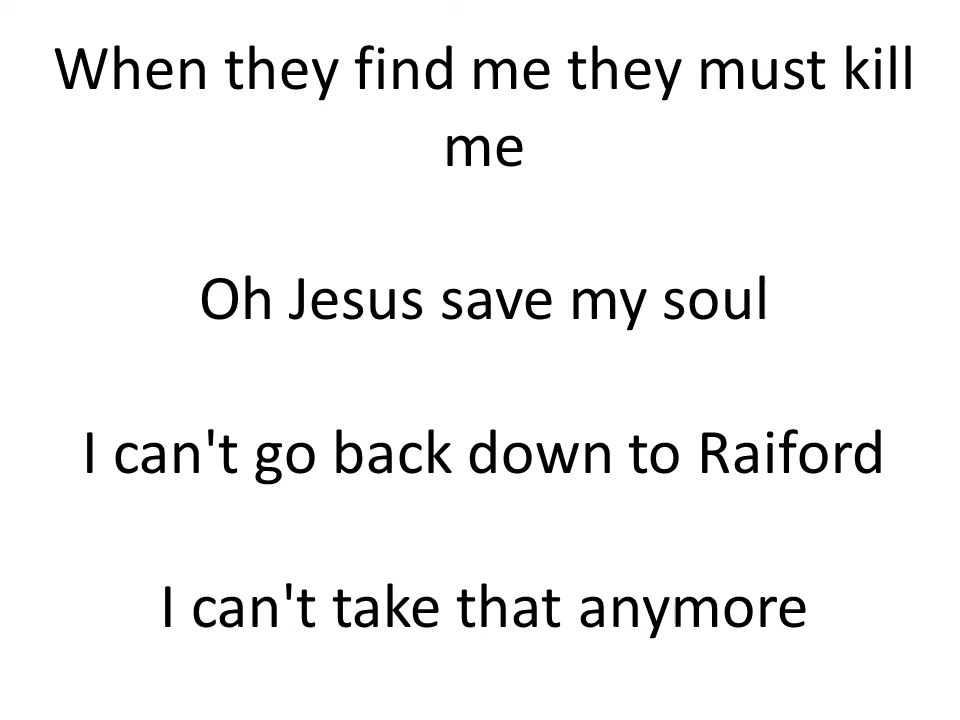 When they find me they must kill
me
Oh Jesus save my soul
I can't go back down to Raiford
I can't take that anymore